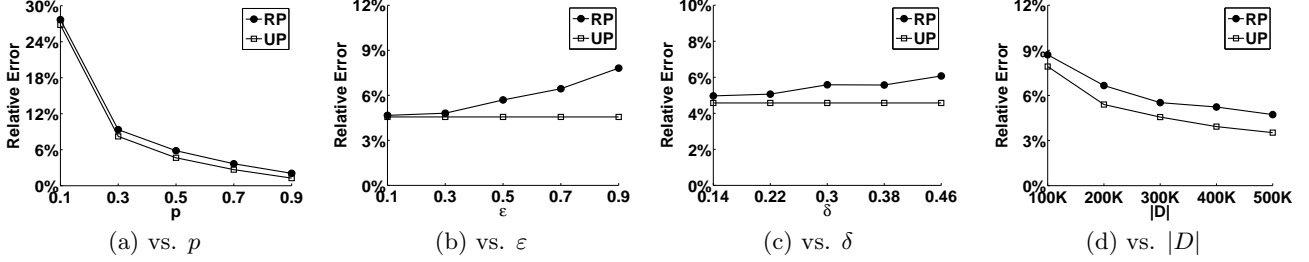 30%
24%
18%
12%
6%
0%
Relative Error
RP
UP
0.1 0.3 0.5 0.7 0.9
p
(a) vs. p
12%
9%
6%
3%
0%
Relative Error
RP
UP
0.1 0.3 0.5 0.7 0.9
ε
(b) vs. ε
10%
8%
6%
4%
2%
0%
Relative Error
RP
UP
0.14 0.22 0.3 0.38 0.46
δ
(c) vs. δ
12%
9%
6%
3%
0%
Relative Error
RP
UP
100K 200K 300K 400K 500K
|D|
(d) vs. |D|